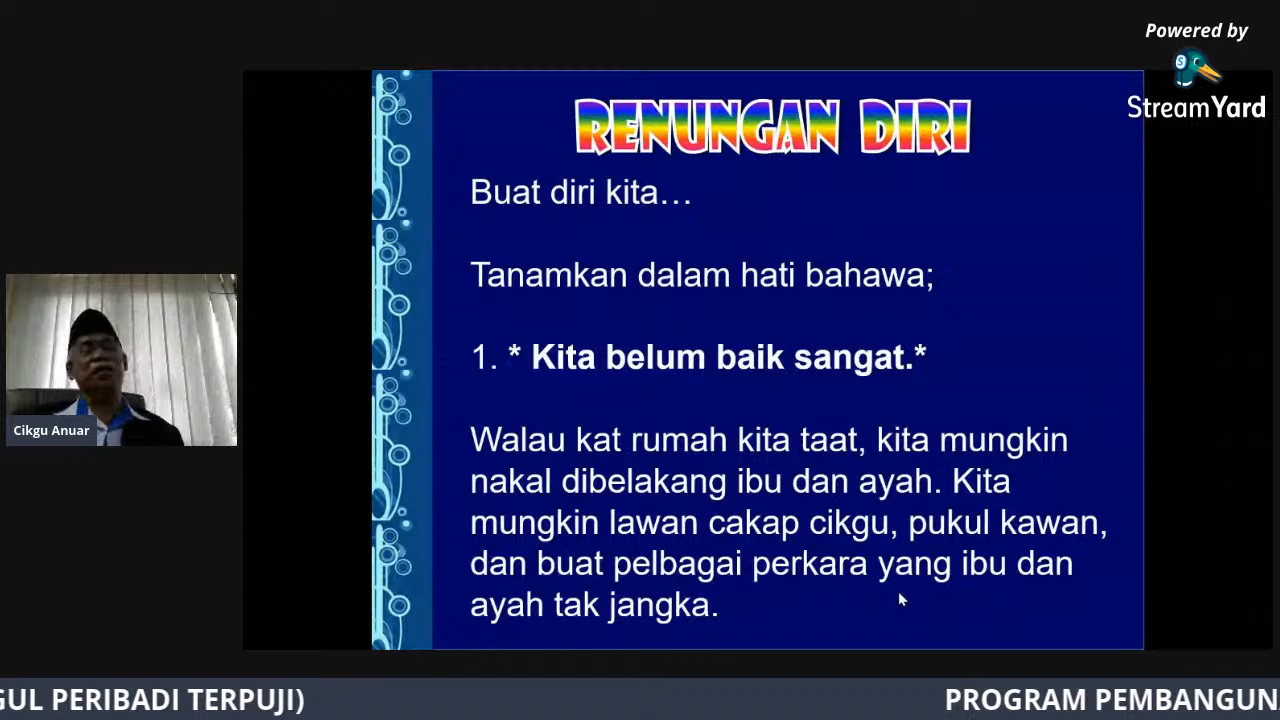 Powered by
StreamYard
RENUNGAN DIRI
Buat diri kita…
Tanamkan dalam hati bahawa;
1. * Kita belum baik sangat.*
Walau kat rumah kita taat, kita mungkin
nakal dibelakang ibu dan ayah. Kita
mungkin lawan cakap cikgu, pukul kawan,
dan buat pelbagai perkara yang ibu dan
ayah tak jangka.
Cikgu Anuar
GUL PERIBADI TERPUJI) PROGRAM PEMBANGUN